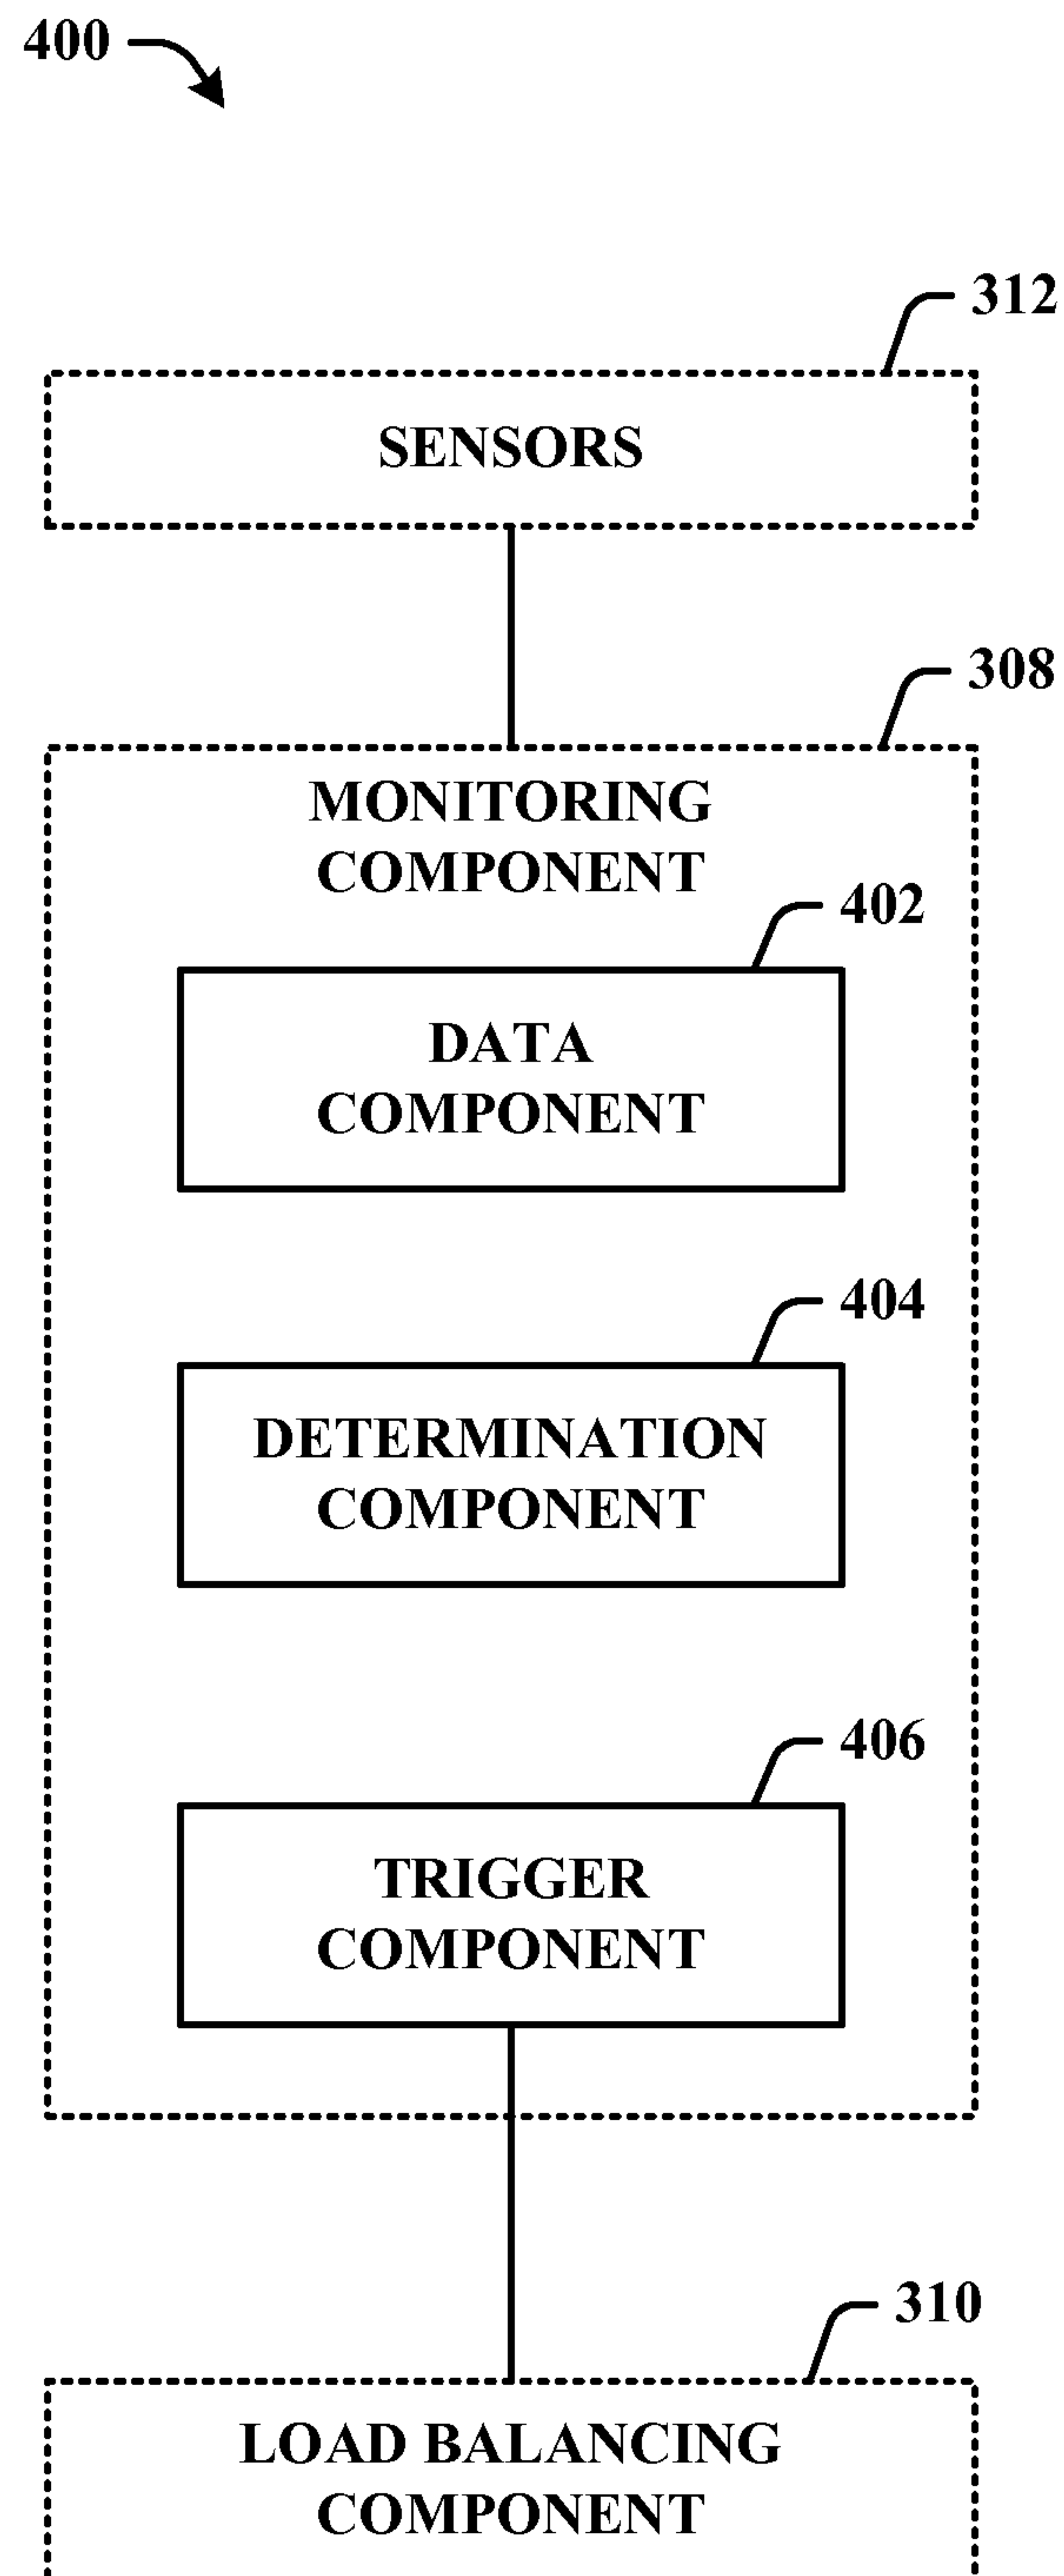 400
312
SENSORS
308
MONITORING
COMPONENT
402
DATA
COMPONENT
404
DETERMINATION
COMPONENT
406
TRIGGER
COMPONENT
310
LOAD BALANCING
COMPONENT